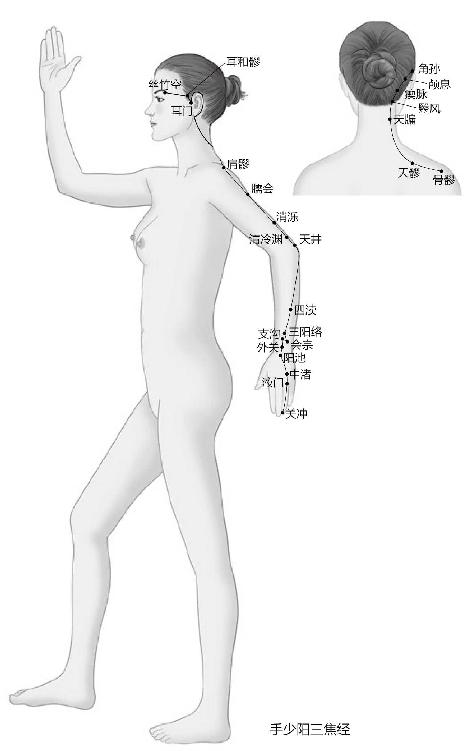 耳和髎
丝竹空
耳门
角孙
颅息
瘈脉
翳风
天牖
天髎
骨髎
肩髎
臑会
消泺
清冷渊
天井
四渎
支沟
三阳络
会宗
外关
阳池
中渚
液门
关冲
手少阳三焦经